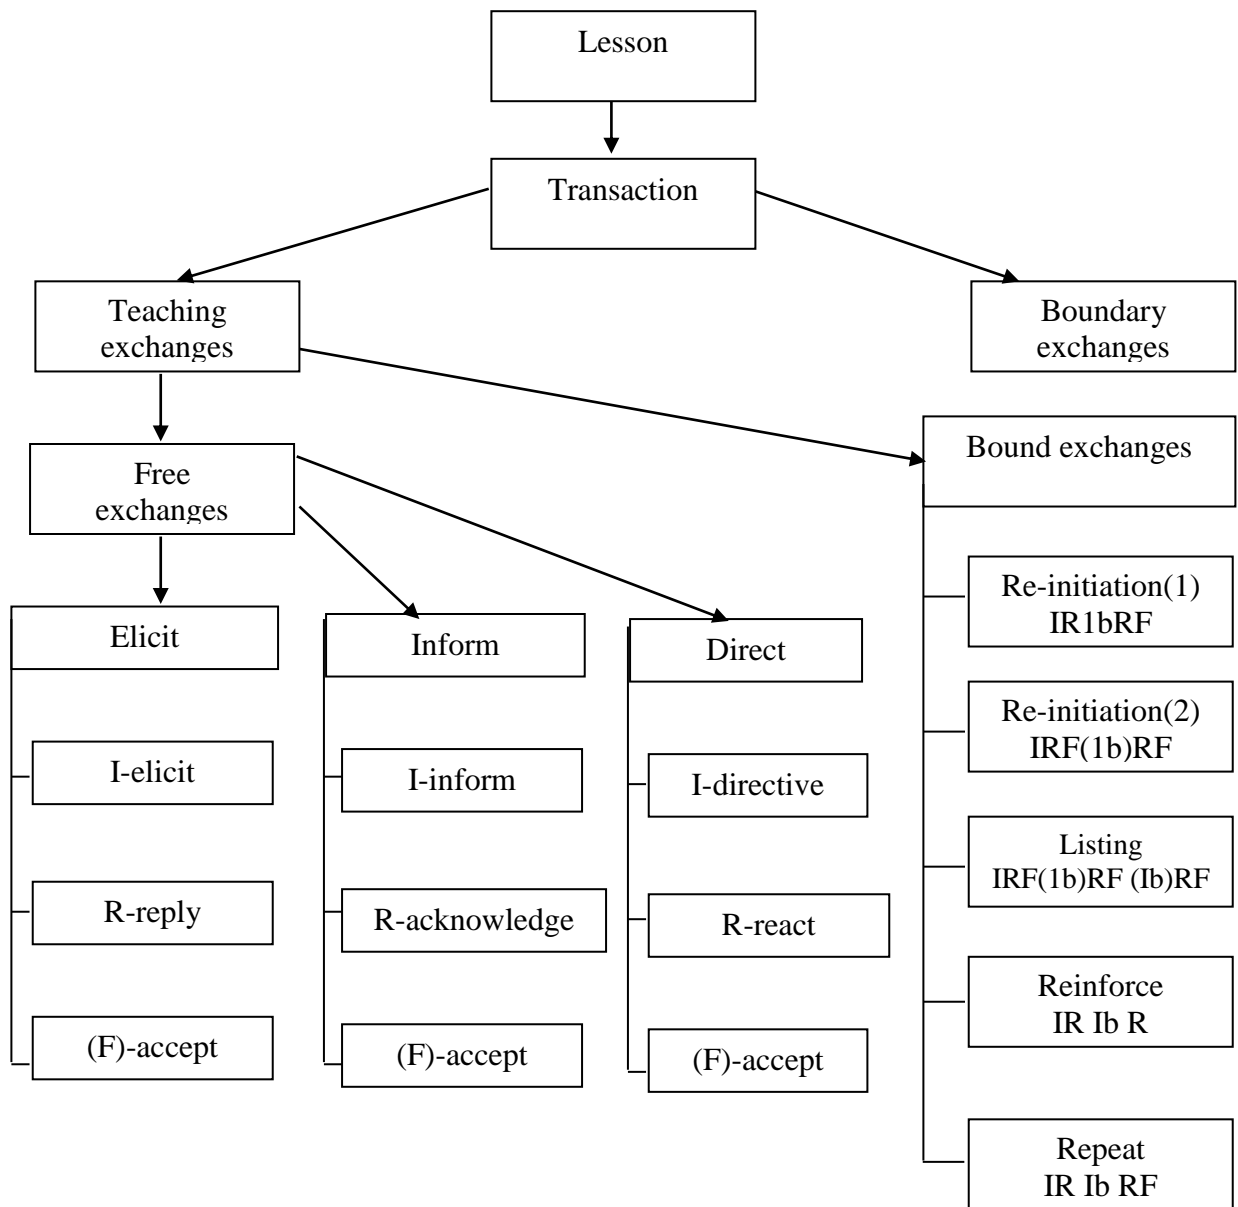 Lesson
Transaction
Teaching
exchanges
Boundary
exchanges
Free
exchanges
Bound exchanges
Elicit
I-elicit
R-reply
(F)-accept
Inform
I-inform
R-acknowledge
(F)-accept
Direct
I-directive
R-react
(F)-accept
Re-initiation(1)
IR1bRF
Re-initiation(2)
IRF(1b)RF
Listing
IRF(1b)RF (Ib)RF
Reinforce
IR Ib R
Repeat
IR Ib RF